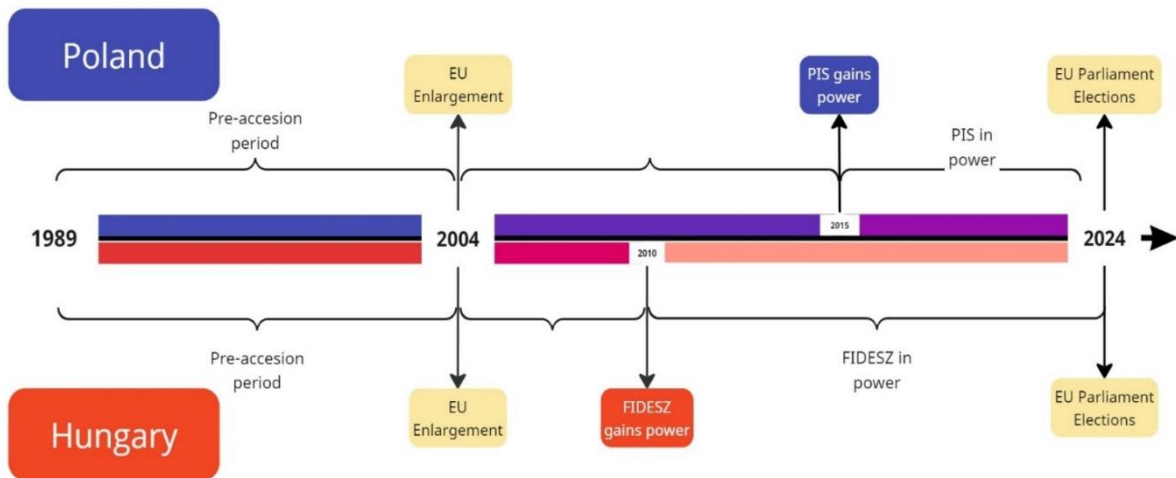 Poland
EU
Enlargement
PIS gains
power
EU Parliament
Elections
Pre-accesion
period
PIS in
power
1989
2004
2015
2010
2024
Pre-accesion
period
FIDESZ in
power
Hungary
EU
Enlargement
FIDESZ
gains power
EU Parliament
Elections